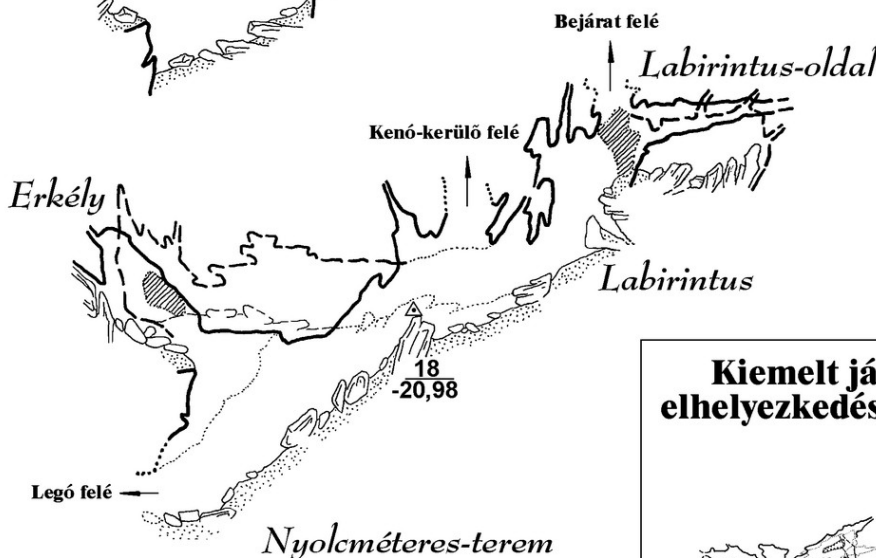 Bejárat felé
Labirintus-oldal
Kenó-kerülő felé
Erkély
Labirintus
18
-20,98
Kiemelt já
elhelyezkedés
Legó felé
Nyolcméteres-terem